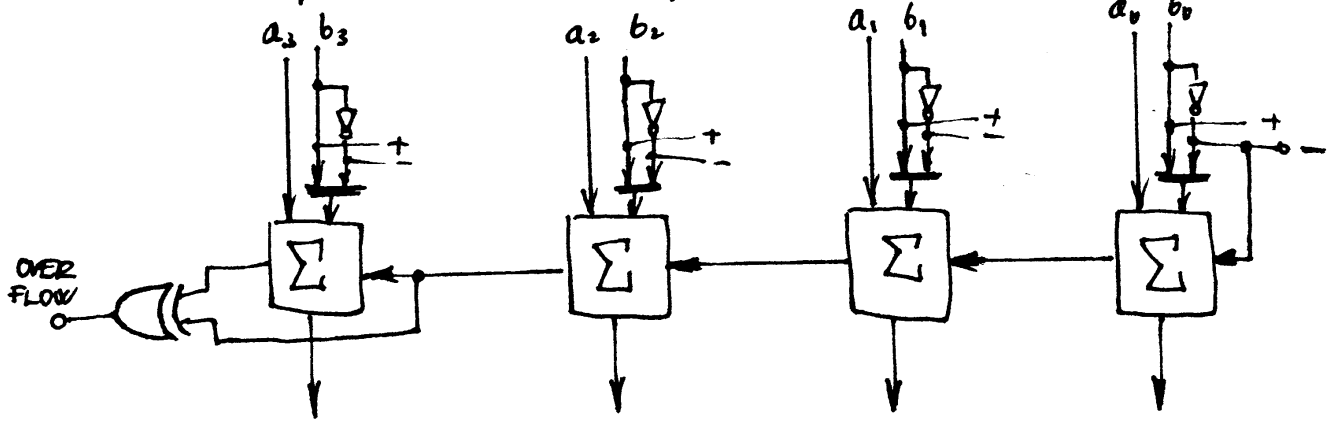 a₃ b₃ a₂ b₂ a₁ b₁ a₀ b₀
+ + + +
− − − −
Σ Σ Σ Σ
OVER
FLOW